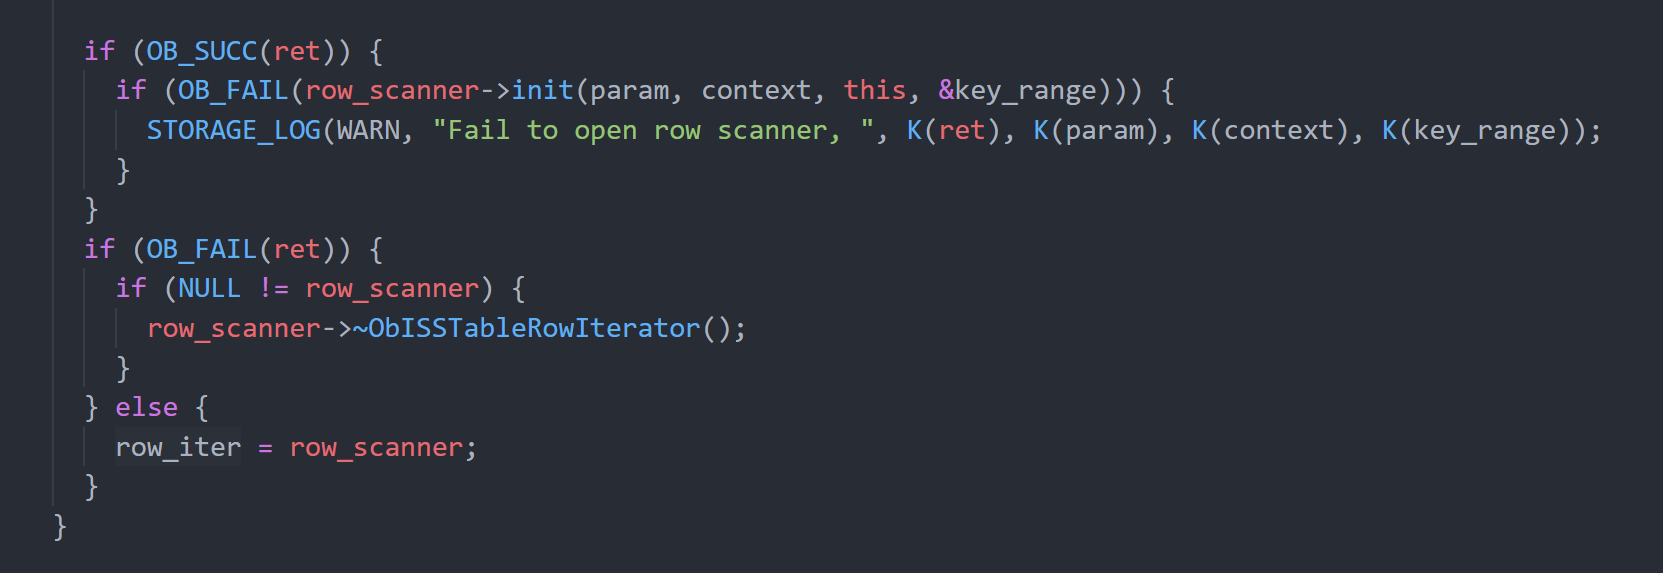 if (OB_SUCC(ret)) {
if (OB_FAIL(row_scanner->init(param, context, this, &key_range))) {
STORAGE_LOG(WARN, "Fail to open row scanner, ", K(ret), K(param), K(context), K(key_range));
}
}
if (OB_FAIL(ret)) {
if (NULL != row_scanner) {
row_scanner->~ObISSTableRowIterator();
}
} else {
row_iter = row_scanner;
}
}